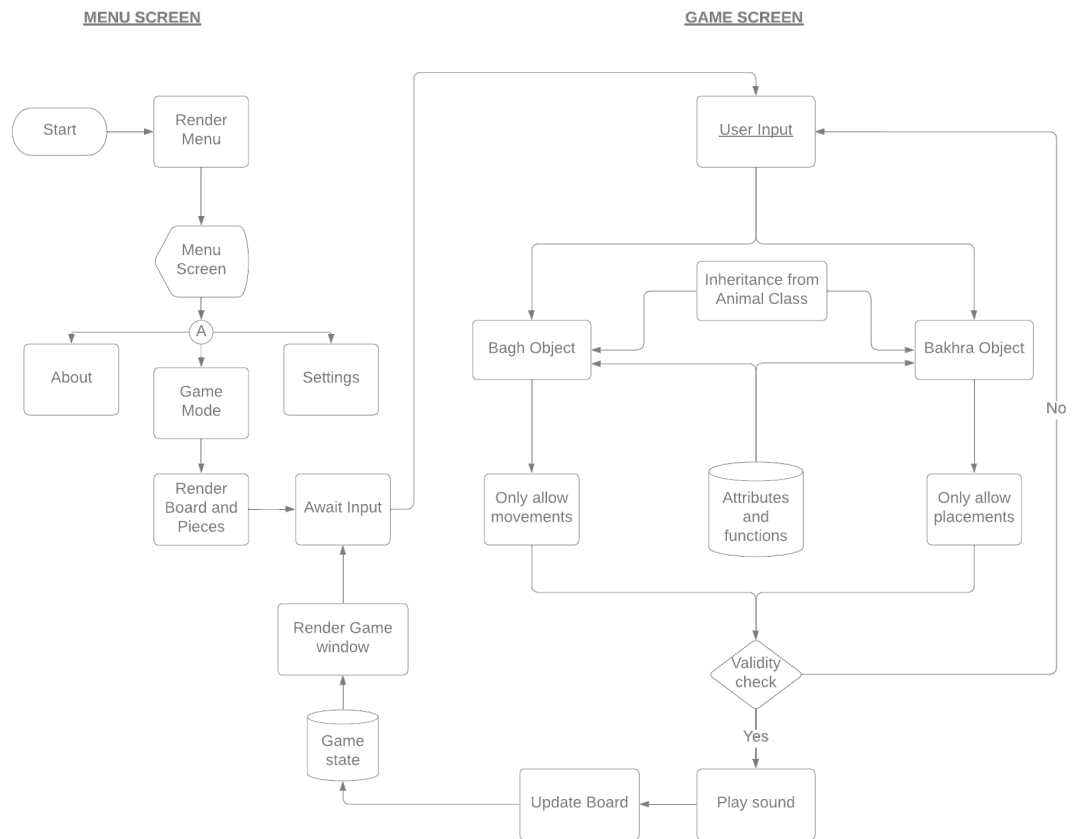 MENU SCREEN
GAME SCREEN
Start
Render
Menu
User Input
Menu
Screen
Inheritance from
Animal Class
A
About
Settings
Game
Mode
Bagh Object
Bakhra Object
No
Render
Board and
Pieces
Await Input
Only allow
movements
Attributes
and
functions
Only allow
placements
Render Game
window
Validity
check
Yes
Game
state
Update Board
Play sound